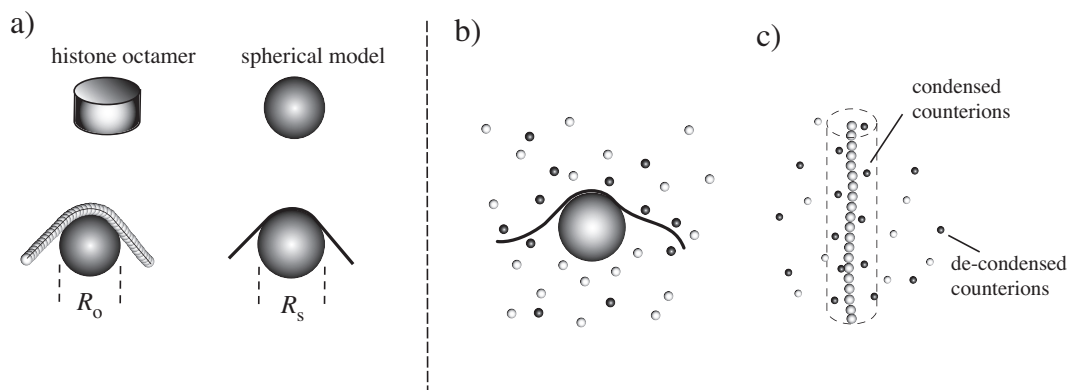 a)
histone octamer
spherical model
R_o
R_s
b)
c)
condensed
counterions
de-condensed
counterions